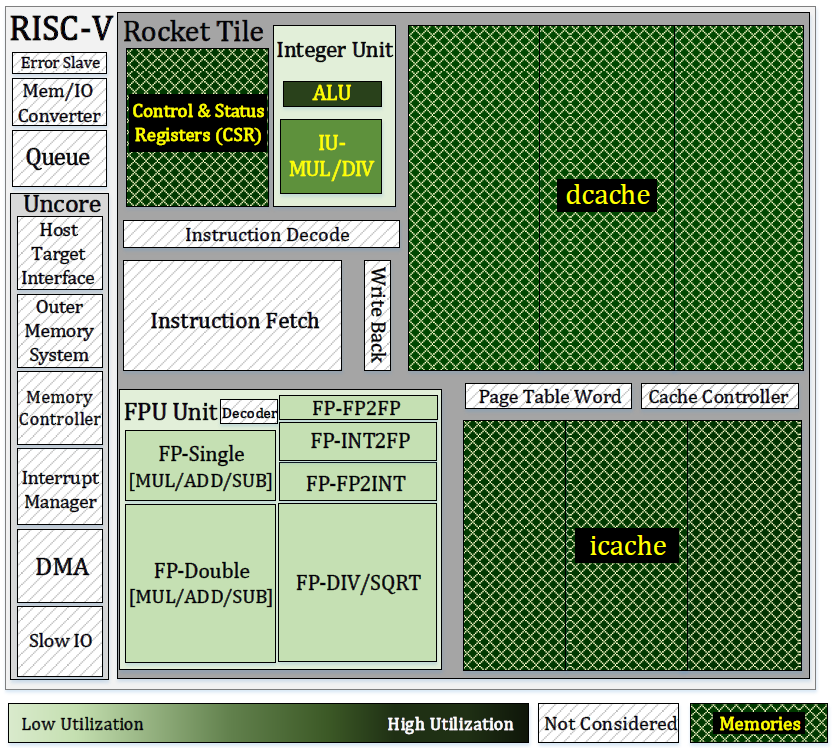 RISC-V
Error Slave
Mem/IO
Converter
Queue
Uncore
Host
Target
Interface
Outer
Memory
System
Memory
Controller
Interrupt
Manager
DMA
Slow IO
Rocket Tile
Control & Status
Registers (CSR)
Integer Unit
ALU
IU-
MUL/DIV
Instruction Decode
Instruction Fetch
Write Back
dcache
FPU Unit
Decoder
FP-Single
[MUL/ADD/SUB]
FP-Double
[MUL/ADD/SUB]
FP-FP2FP
FP-INT2FP
FP-FP2INT
FP-DIV/SQRT
Page Table Word
Cache Controller
icache
Low Utilization
High Utilization
Not Considered
Memories